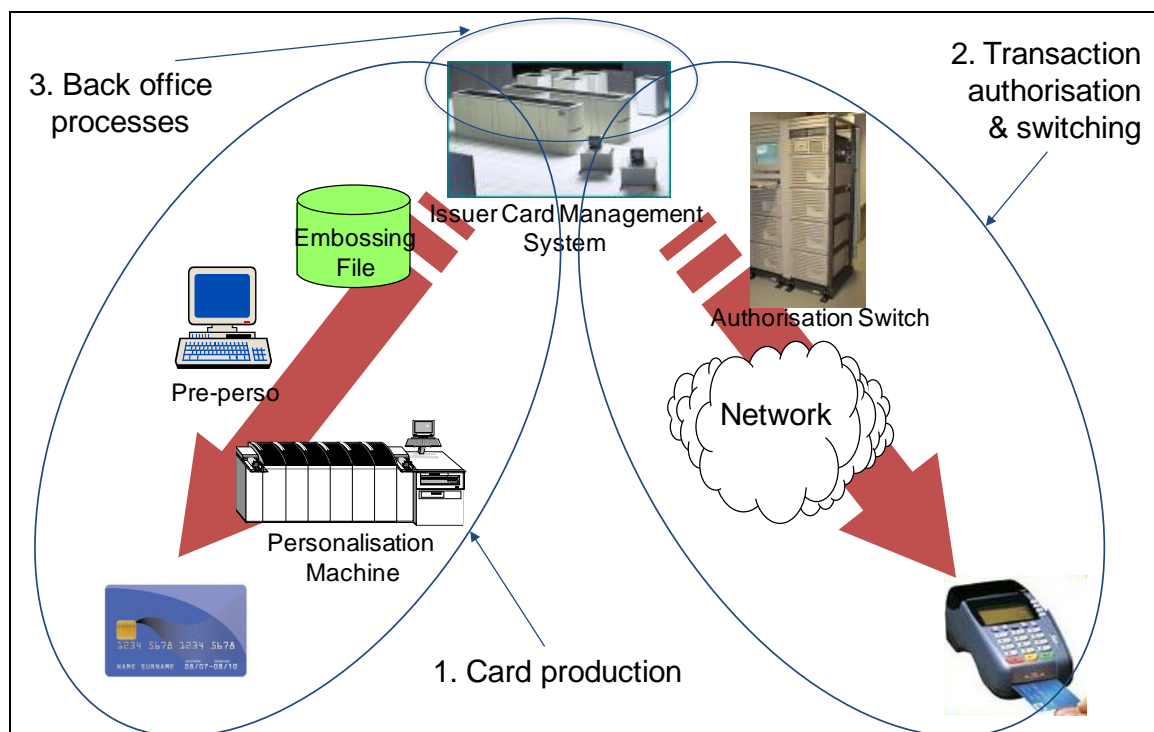 3. Back office
processes
2. Transaction
authorisation
& switching
Issuer Card Management
System
Embossing
File
Authorisation Switch
Pre-perso
Network
Personalisation
Machine
1234 5678 1234 5678
NAME SURNAME 08/07-08/10
1. Card production